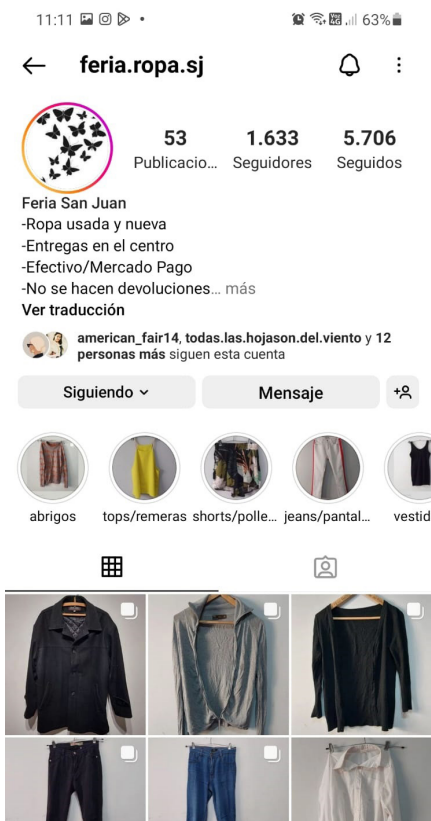 11:11
63%
feria.ropa.sj
53
1.633
5.706
Publicacio...
Seguidores
Seguidos
Feria San Juan
-Ropa usada y nueva
-Entregas en el centro
-Efectivo/Mercado Pago
-No se hacen devoluciones... más
Ver traducción
american_fair14, todas.las.hojason.del.viento y 12
personas más siguen esta cuenta
Siguiendo
Mensaje
abrigos
tops/remeras
shorts/polle...
jeans/pantal...
vestid